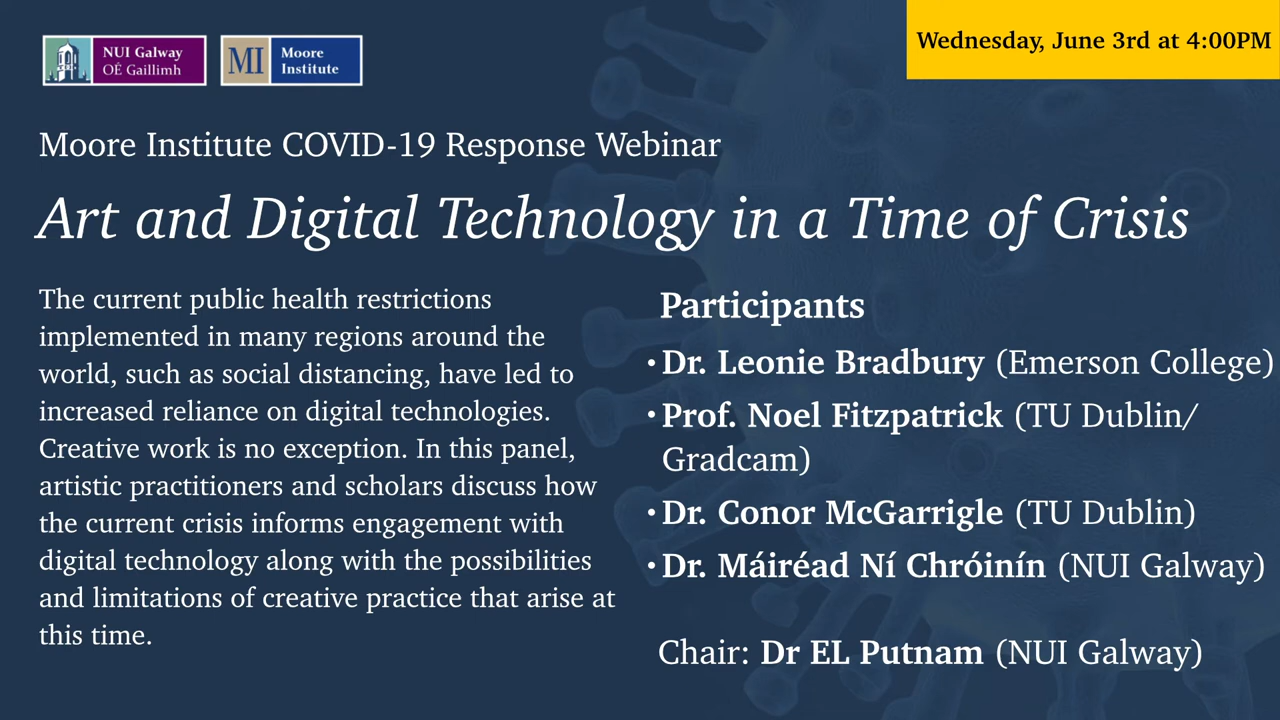 NUI Galway
OÉ Gaillimh
MI
Moore
Institute
Wednesday, June 3rd at 4:00PM
Moore Institute COVID-19 Response Webinar
Art and Digital Technology in a Time of Crisis
The current public health restrictions
implemented in many regions around the
world, such as social distancing, have led to
increased reliance on digital technologies.
Creative work is no exception. In this panel,
artistic practitioners and scholars discuss how
the current crisis informs engagement with
digital technology along with the possibilities
and limitations of creative practice that arise at
this time.
Participants
• Dr. Leonie Bradbury (Emerson College)
• Prof. Noel Fitzpatrick (TU Dublin/
Gradcam)
• Dr. Conor McGarrigle (TU Dublin)
• Dr. Máiréad Ní Chróinín (NUI Galway)
Chair: Dr EL Putnam (NUI Galway)